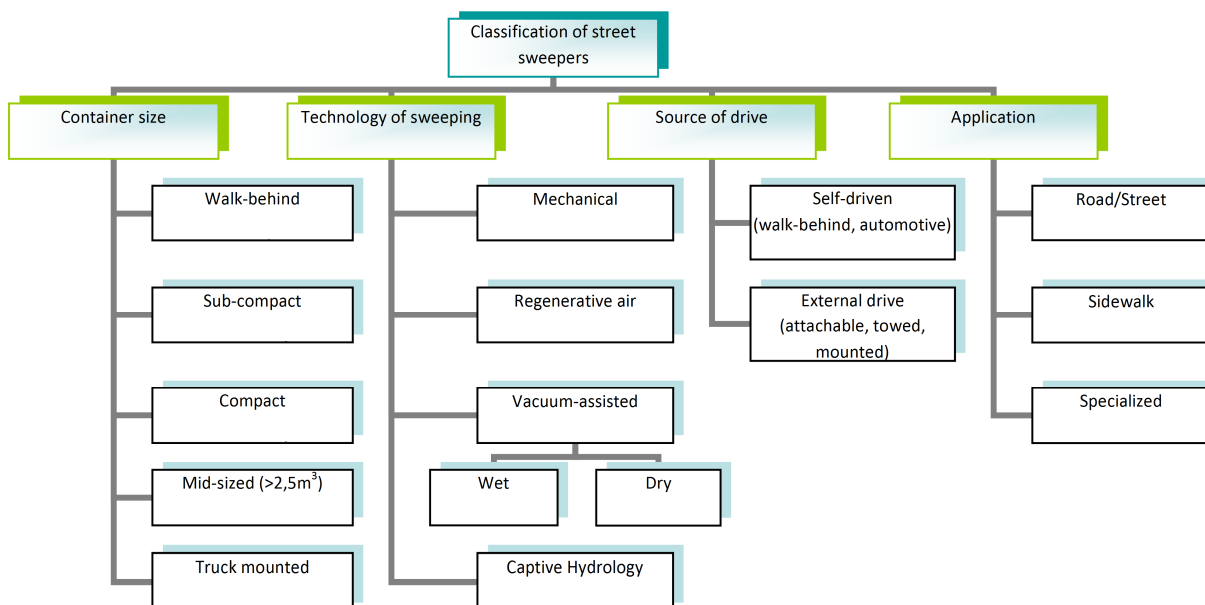 Classification of street
sweepers
Container size
Technology of sweeping
Source of drive
Application
Walk-behind
Sub-compact
Compact
Mid-sized (>2,5m³)
Truck mounted
Mechanical
Regenerative air
Vacuum-assisted
Wet
Dry
Captive Hydrology
Self-driven
(walk-behind, automotive)
External drive
(attachable, towed,
mounted)
Road/Street
Sidewalk
Specialized